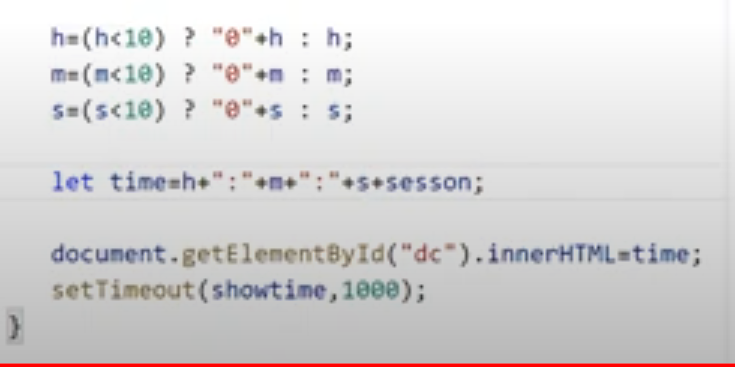 h=(h<10) ? "0"+h : h;
m=(m<10) ? "0"+m : m;
s=(s<10) ? "0"+s : s;
let time=h+":"+m+":"+s+sesson;
document.getElementById("dc").innerHTML=time;
setTimeout(showtime,1000);
}